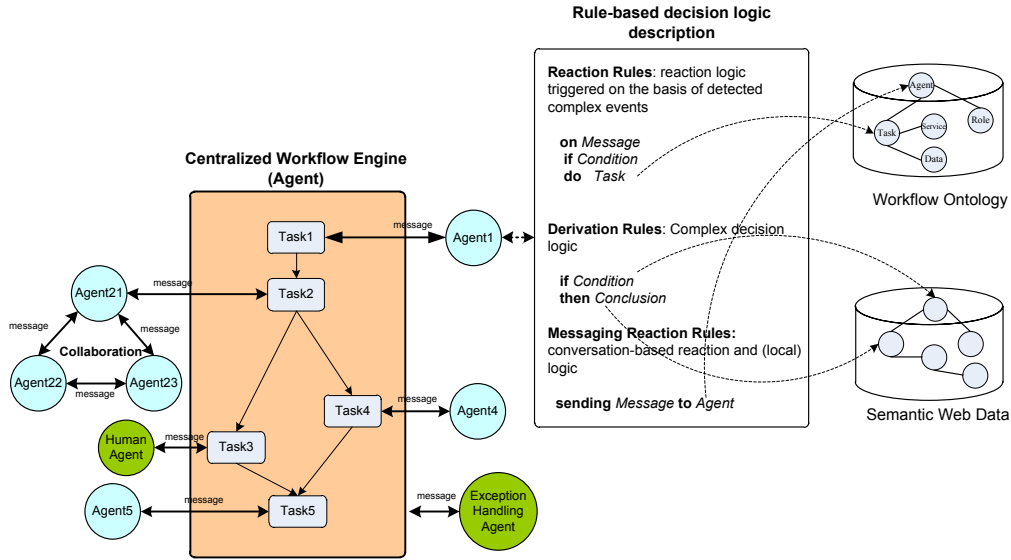 Rule-based decision logic
description
Reaction Rules: reaction logic
triggered on the basis of detected
complex events
on Message
if Condition
do Task
Derivation Rules: Complex decision
logic
if Condition
then Conclusion
Messaging Reaction Rules:
conversation-based reaction and (local)
logic
sending Message to Agent
Agent
Role
Task
Service
Data
Workflow Ontology
Semantic Web Data
Centralized Workflow Engine
(Agent)
Task1
message
Agent1
Task2
message
Agent21
message
message
Collaboration
Agent22
message
Agent23
Task4
message
Agent4
Human
Agent
message
Task3
Agent5
message
Task5
message
Exception
Handling
Agent